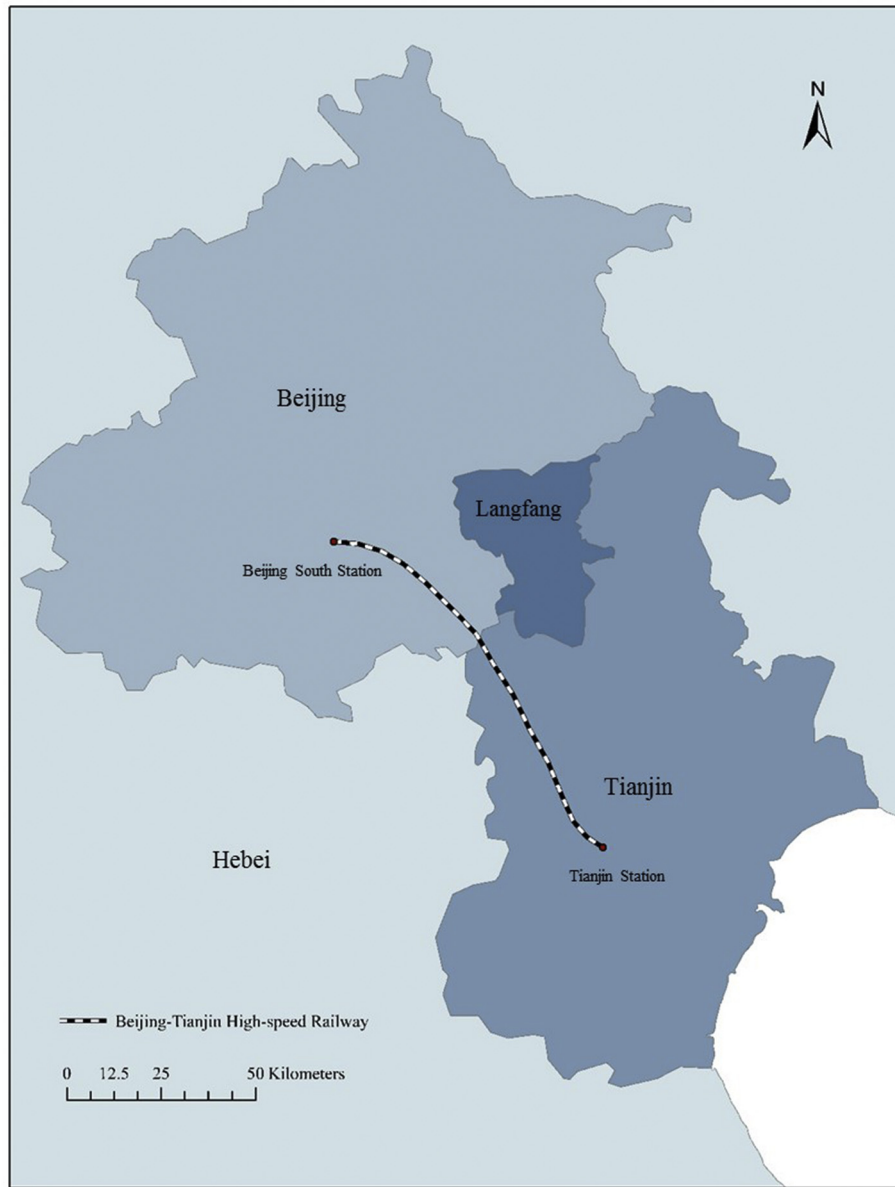 N
Beijing
Langfang
Beijing South Station
Tianjin
Hebei
Tianjin Station
Beijing-Tianjin High-speed Railway
0 12.5 25 50 Kilometers